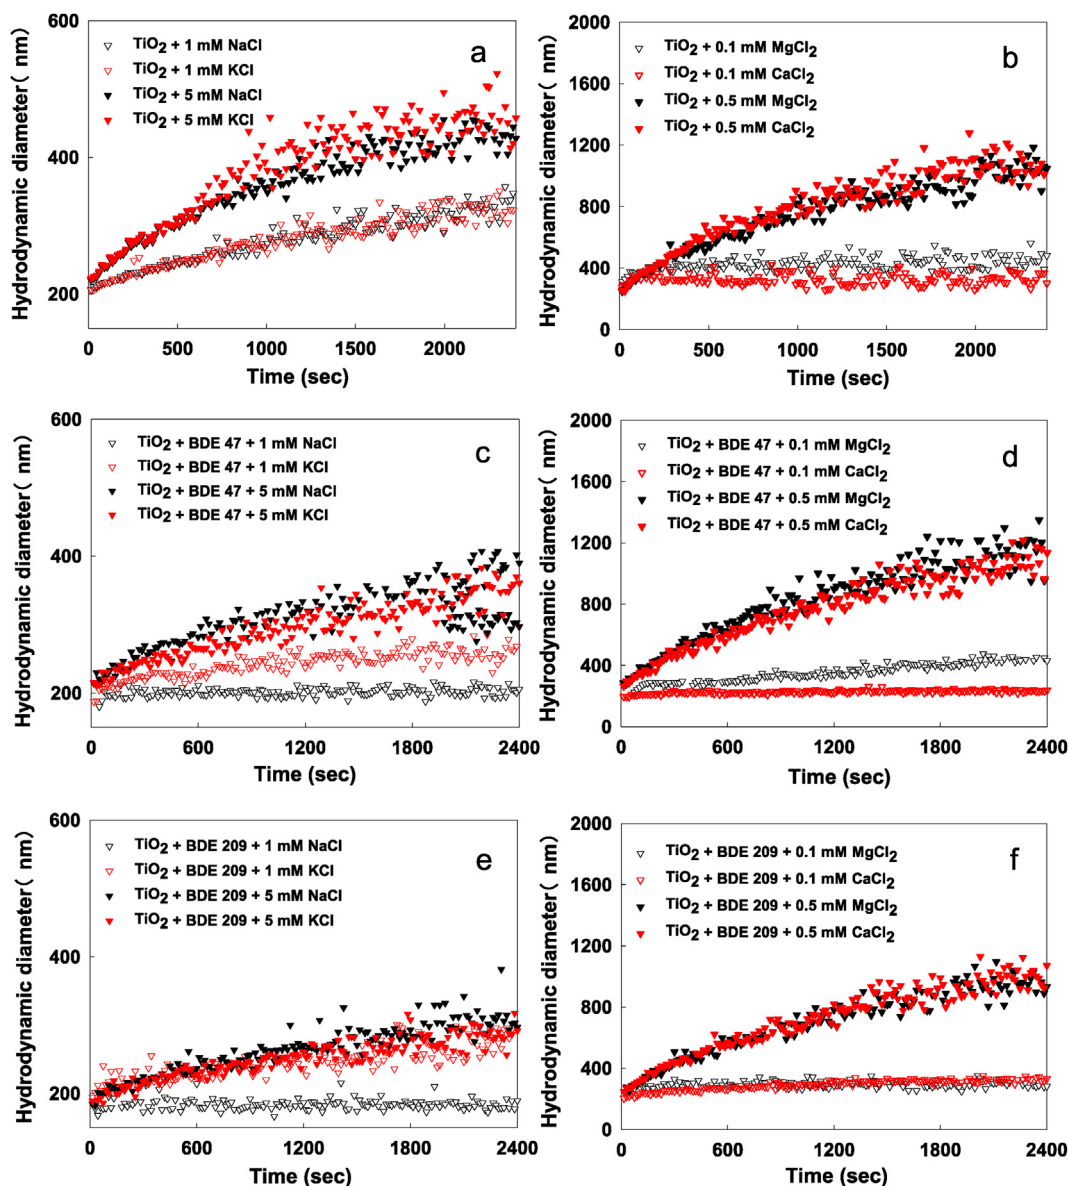 600
400
200
Hydrodynamic diameter( nm)
TiO2 + 1 mM NaCl
TiO2 + 1 mM KCl
TiO2 + 5 mM NaCl
TiO2 + 5 mM KCl
a
0 500 1000 1500 2000
Time (sec)
2000
1600
1200
800
400
0
Hydrodynamic diameter( nm)
TiO2 + 0.1 mM MgCl2
TiO2 + 0.1 mM CaCl2
TiO2 + 0.5 mM MgCl2
TiO2 + 0.5 mM CaCl2
b
0 500 1000 1500 2000
Time (sec)
600
400
200
Hydrodynamic diameter( nm)
TiO2 + BDE 47 + 1 mM NaCl
TiO2 + BDE 47 + 1 mM KCl
TiO2 + BDE 47 + 5 mM NaCl
TiO2 + BDE 47 + 5 mM KCl
c
0 600 1200 1800 2400
Time (sec)
2000
1600
1200
800
400
0
Hydrodynamic diameter( nm)
TiO2 + BDE 47 + 0.1 mM MgCl2
TiO2 + BDE 47 + 0.1 mM CaCl2
TiO2 + BDE 47 + 0.5 mM MgCl2
TiO2 + BDE 47 + 0.5 mM CaCl2
d
0 600 1200 1800 2400
Time (sec)
600
400
200
Hydrodynamic diameter( nm)
TiO2 + BDE 209 + 1 mM NaCl
TiO2 + BDE 209 + 1 mM KCl
TiO2 + BDE 209 + 5 mM NaCl
TiO2 + BDE 209 + 5 mM KCl
e
0 600 1200 1800 2400
Time (sec)
2000
1600
1200
800
400
0
Hydrodynamic diameter( nm)
TiO2 + BDE 209 + 0.1 mM MgCl2
TiO2 + BDE 209 + 0.1 mM CaCl2
TiO2 + BDE 209 + 0.5 mM MgCl2
TiO2 + BDE 209 + 0.5 mM CaCl2
f
0 600 1200 1800 2400
Time (sec)